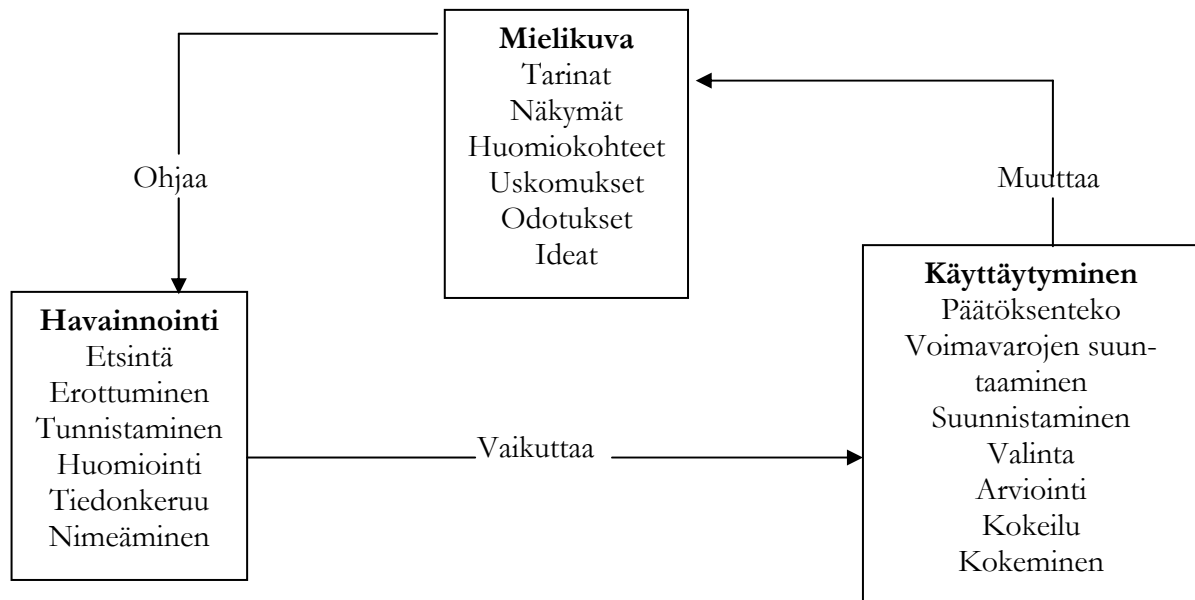 Mielikuva
Tarinat
Näkymät
Huomiokohteet
Uskomukset
Odotukset
Ideat
Ohjaa
Muuttaa
Havainnointi
Etsintä
Erottuminen
Tunnistaminen
Huomiointi
Tiedonkeruu
Nimeäminen
Vaikuttaa
Käyttäytyminen
Päätöksenteko
Voimavarojen suun-
taaminen
Suunnistaminen
Valinta
Arviointi
Kokeilu
Kokeminen